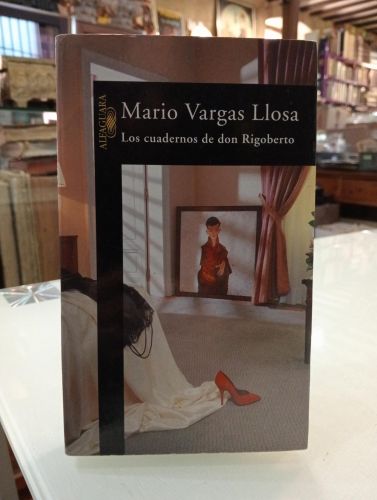 ALFAGUARA
Mario Vargas Llosa
Los cuadernos de don Rigoberto